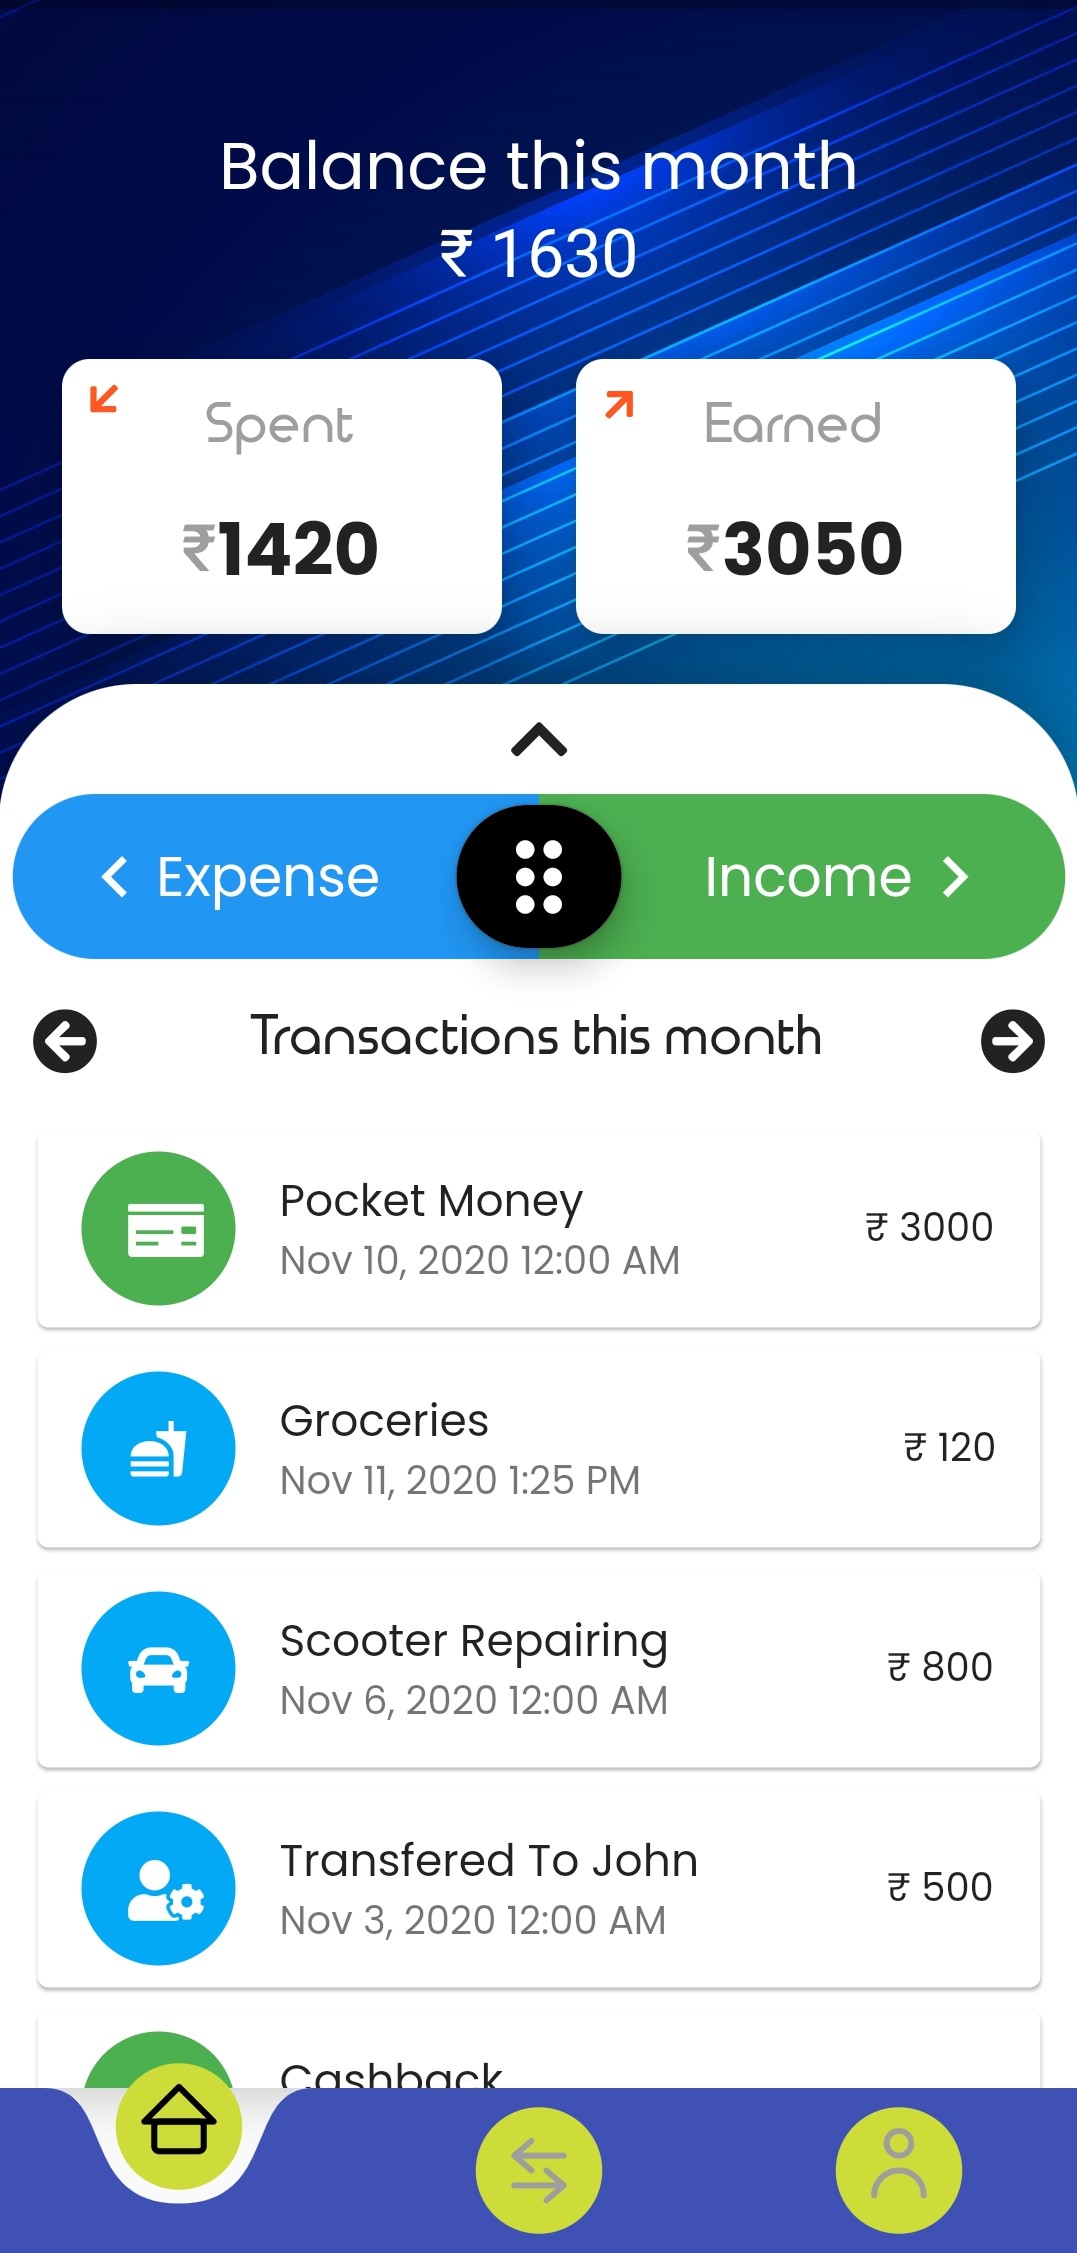 Balance this month
₹ 1630
Spent
Earned
₹1420
₹3050
Expense
Income
Transactions this month
Pocket Money
₹ 3000
Nov 10, 2020 12:00 AM
Groceries
₹ 120
Nov 11, 2020 1:25 PM
Scooter Repairing
₹ 800
Nov 6, 2020 12:00 AM
Transfered To John
₹ 500
Nov 3, 2020 12:00 AM
Cashback